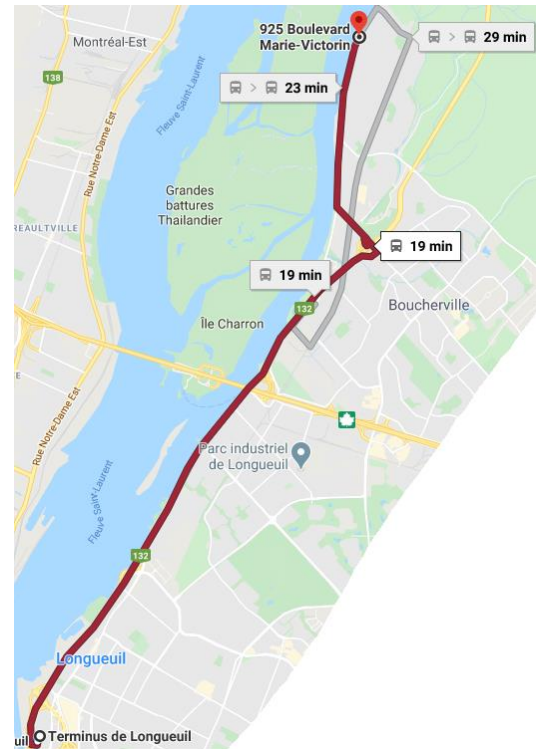 925 Boulevard
Marie-Victorin
29 min
Montréal-Est
138
23 min
Fleuve Saint-Laurent
Rue Notre-Dame Est
Grandes
battures
Thailandier
REAULTVILLE
19 min
19 min
132
Boucherville
Île Charron
Rue Notre-Dame Est
Parc industriel
de Longueuil
Fleuve Saint-Laurent
132
Longueuil
uil
Terminus de Longueuil